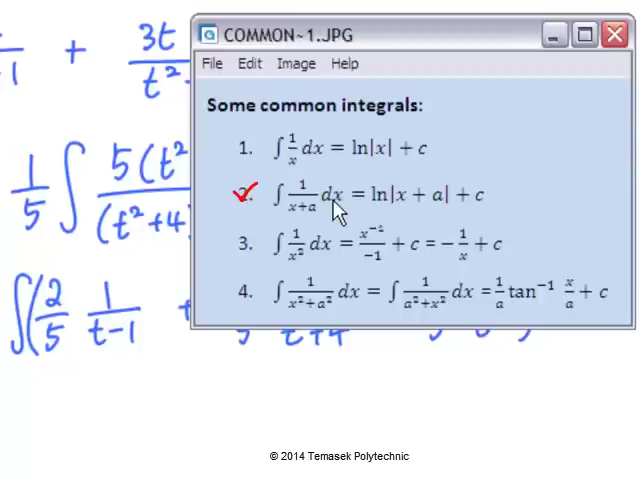 -1 + 3t / t²
COMMON~1.JPG
File Edit Image Help
Some common integrals:
1. ∫ 1/x dx = ln|x| + c
1/5 ∫ 5(t² / (t²+4)
2. ∫ 1/(x+a) dx = ln|x + a| + c
3. ∫ 1/x² dx = x⁻¹/-1 + c = - 1/x + c
4. ∫ 1/(x²+a²) dx = ∫ 1/(a²+x²) dx = 1/a tan⁻¹ x/a + c
∫(2/5 1/(t-1) +
© 2014 Temasek Polytechnic